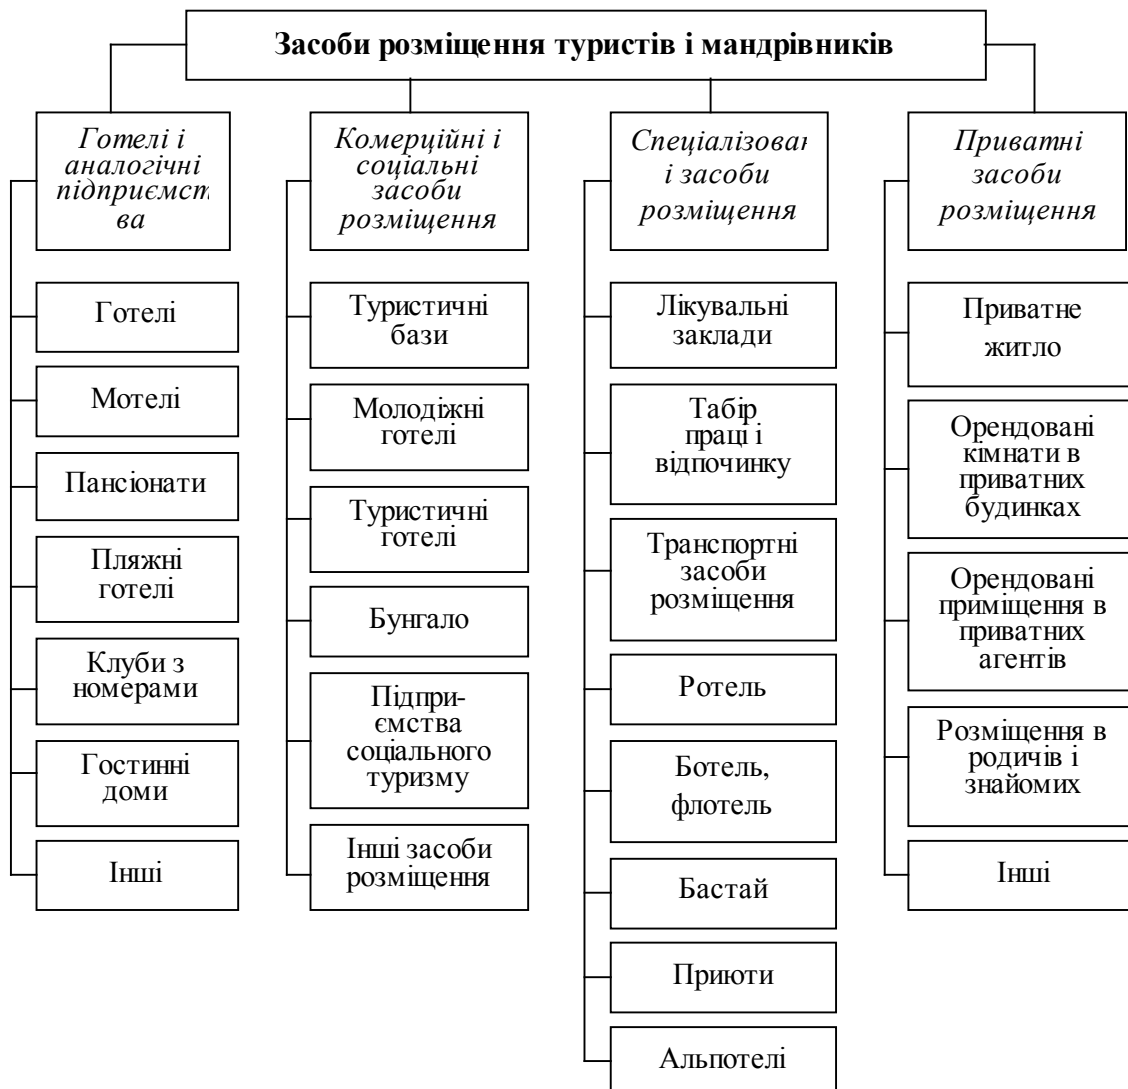 Засоби розміщення туристів і мандрівників
Готелі і
аналогічні
підприємст
ва
Готелі
Мотелі
Пансіонати
Пляжні
готелі
Клуби з
номерами
Гостинні
доми
Інші
Комерційні і
соціальні
засоби
розміщення
Туристичні
бази
Молодіжні
готелі
Туристичні
готелі
Бунгало
Підпри-
ємства
соціального
туризму
Інші засоби
розміщення
Спеціалізован
і засоби
розміщення
Лікувальні
заклади
Табір
праці і
відпочинку
Транспортні
засоби
розміщення
Ротель
Ботель,
флотель
Бастай
Приюти
Альпотелі
Приватні
засоби
розміщення
Приватне
житло
Орендовані
кімнати в
приватних
будинках
Орендовані
приміщення в
приватних
агентів
Розміщення в
родичів і
знайомих
Інші